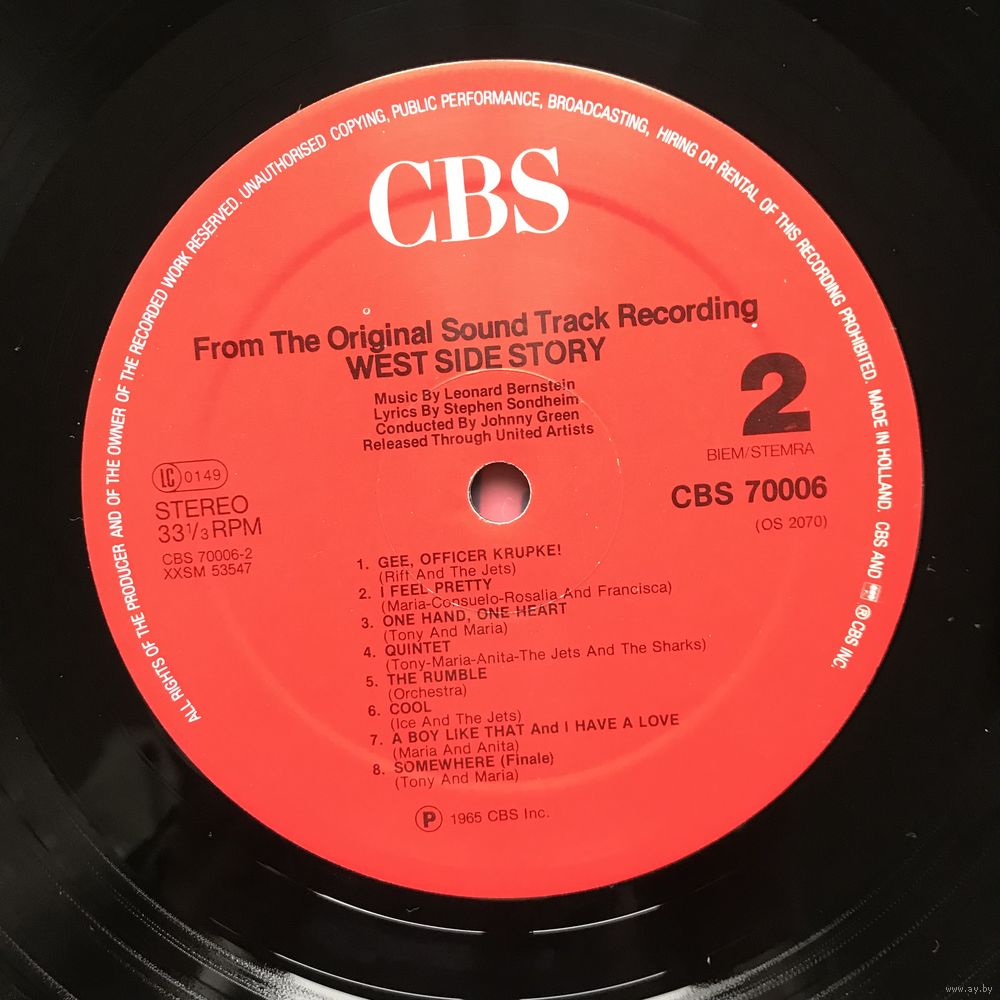 ALL RIGHTS OF THE PRODUCER AND OF THE OWNER OF THE RECORDED WORK RESERVED. UNAUTHORISED COPYING, PUBLIC PERFORMANCE, BROADCASTING, HIRING OR RENTAL OF THIS RECORDING PROHIBITED. MADE IN HOLLAND. CBS AND ® CBS INC.
CBS
From The Original Sound Track Recording
WEST SIDE STORY
Music By Leonard Bernstein
Lyrics By Stephen Sondheim
Conducted By Johnny Green
Released Through United Artists
2
BIEM/STEMRA
CBS 70006
(OS 2070)
LC 0149
STEREO
33 1/3 RPM
CBS 70006-2
XXSM 53547
1. GEE, OFFICER KRUPKE!
(Riff And The Jets)
2. I FEEL PRETTY
(Maria-Consuelo-Rosalia And Francisca)
3. ONE HAND, ONE HEART
(Tony And Maria)
4. QUINTET
(Tony-Maria-Anita-The Jets And The Sharks)
5. THE RUMBLE
(Orchestra)
6. COOL
(Ice And The Jets)
7. A BOY LIKE THAT And I HAVE A LOVE
(Maria And Anita)
8. SOMEWHERE (Finale)
(Tony And Maria)
℗ 1965 CBS Inc.
www.ay.by